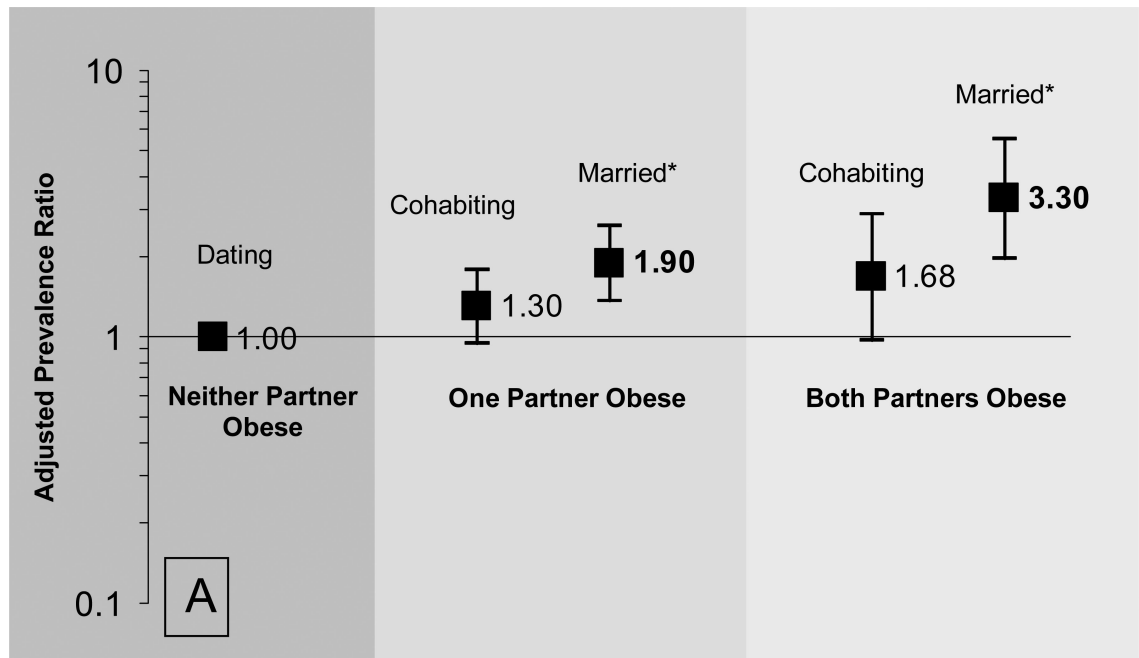 10
1
0.1
Adjusted Prevalence Ratio
Dating
1.00
Neither Partner
Obese
A
Cohabiting
1.30
Married*
1.90
One Partner Obese
Cohabiting
1.68
Married*
3.30
Both Partners Obese